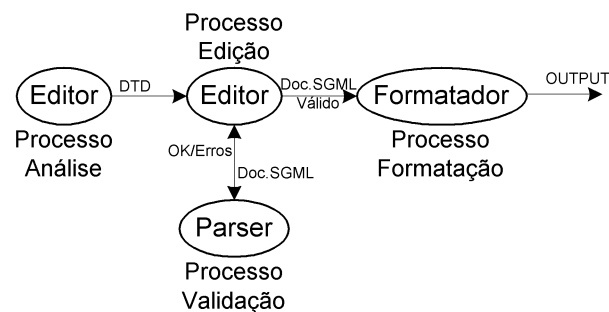 Processo
Edição
Editor
DTD
Editor
Doc.SGML
Válido
Formatador
OUTPUT
Processo
Análise
Processo
Formatação
OK/Erros
Doc.SGML
Parser
Processo
Validação